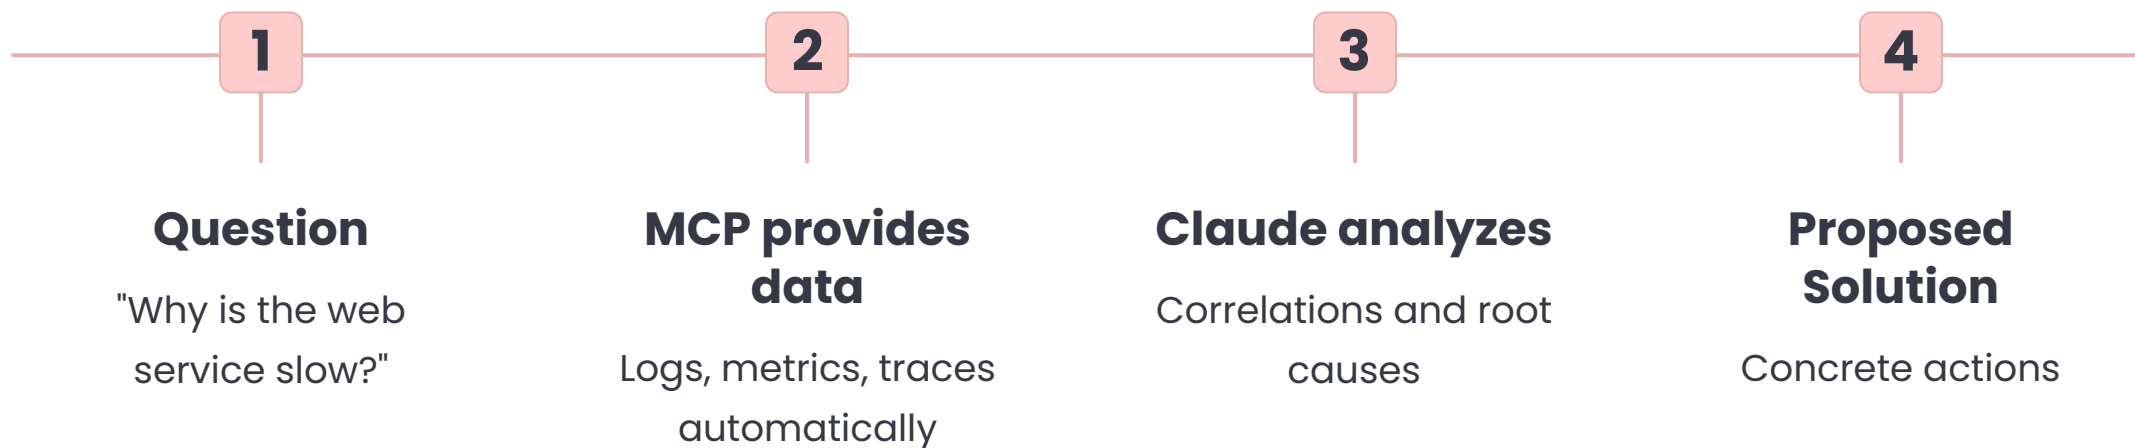 1
Question
"Why is the web
service slow?"
2
MCP provides
data
Logs, metrics, traces
automatically
3
Claude analyzes
Correlations and root
causes
4
Proposed
Solution
Concrete actions